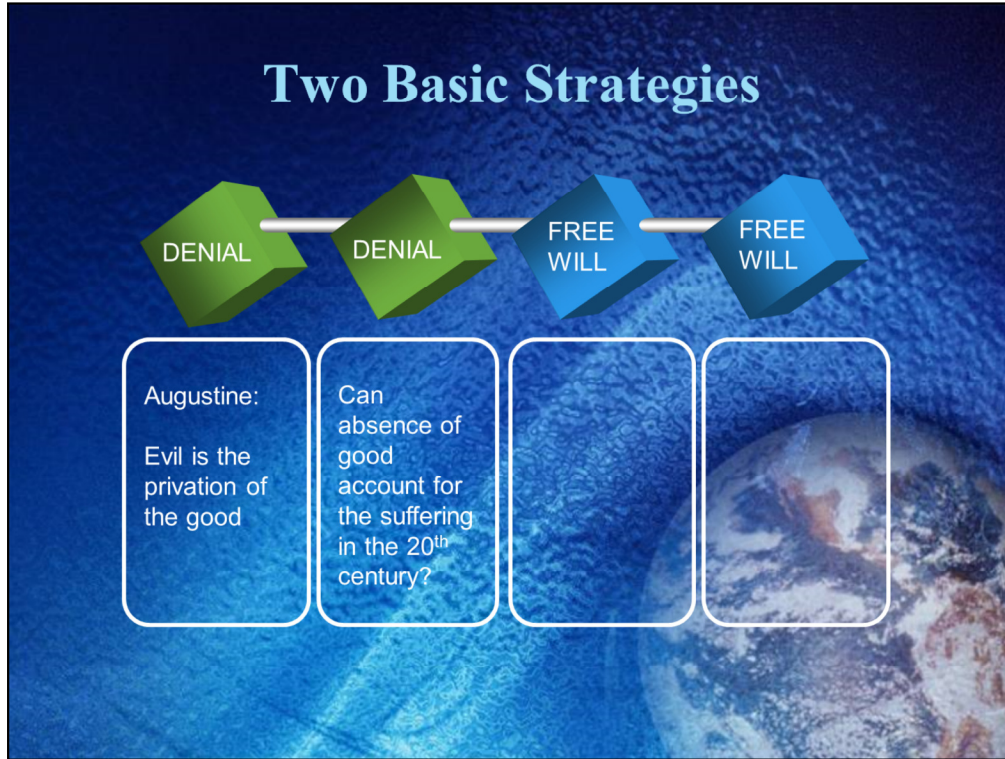 Two Basic Strategies
DENIAL
DENIAL
FREE
WILL
FREE
WILL
Augustine:
Evil is the
privation of
the good
Can
absence of
good
account for
the suffering
in the 20th
century?